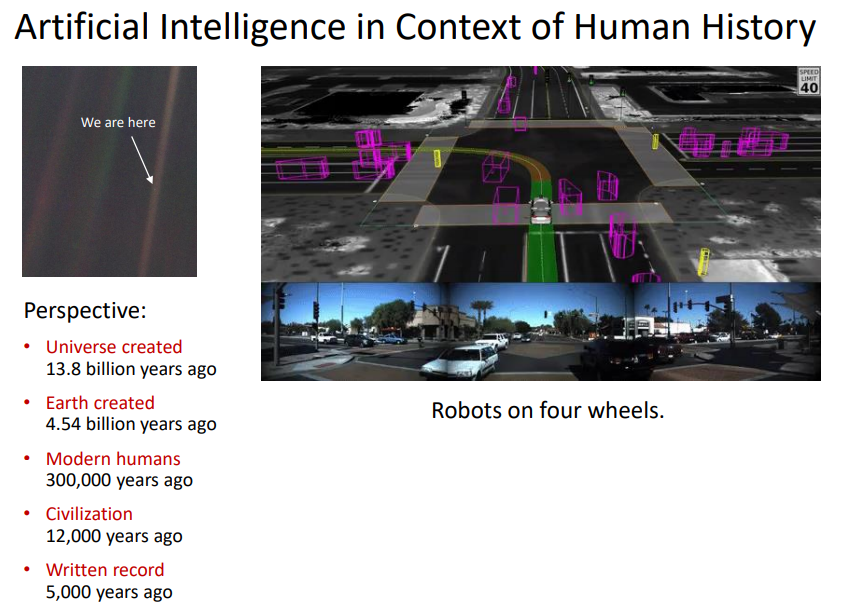 Artificial Intelligence in Context of Human History
We are here
SPEED
LIMIT
40
Perspective:
• Universe created
13.8 billion years ago
• Earth created
4.54 billion years ago
• Modern humans
300,000 years ago
• Civilization
12,000 years ago
• Written record
5,000 years ago
Robots on four wheels.